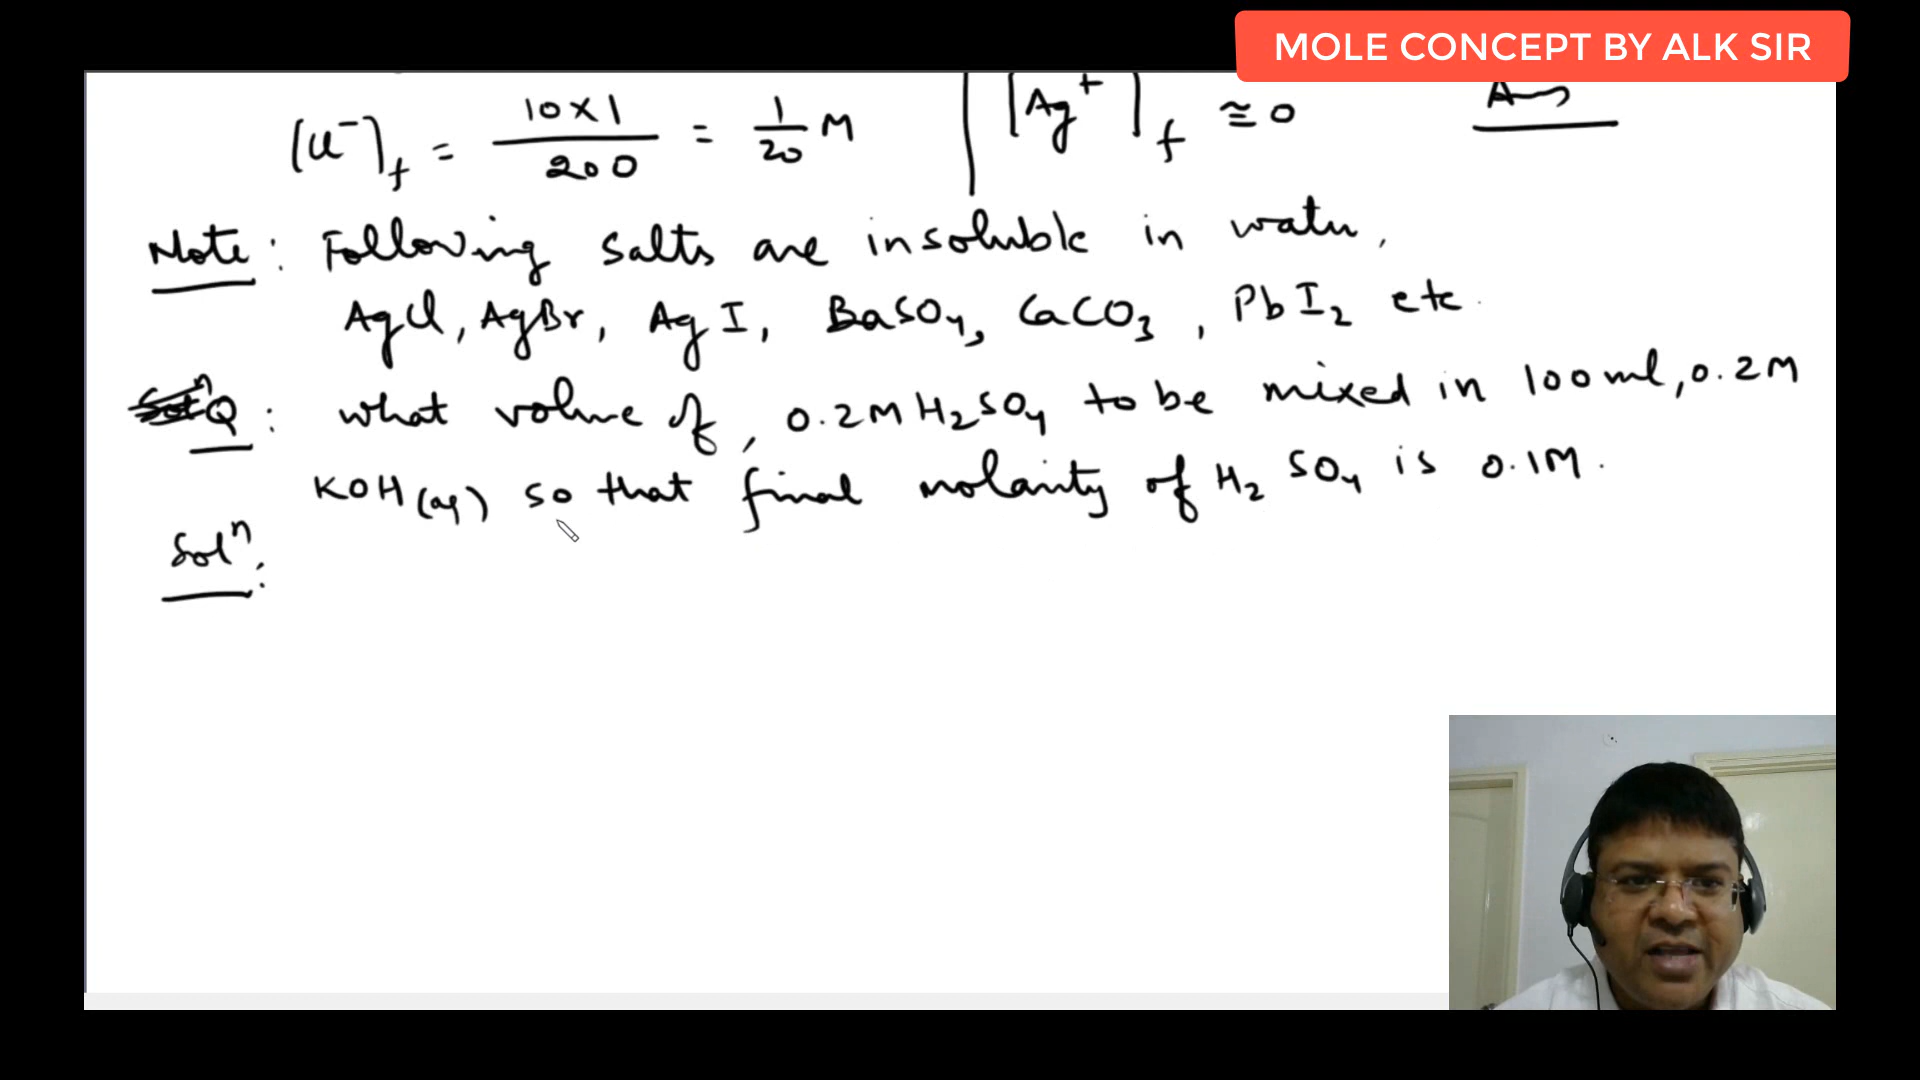 MOLE CONCEPT BY ALK SIR
[Cl⁻]f = 10×1/200 = 1/20 M | [Ag⁺]f ≅ 0 Ans
Note: Following salts are insoluble in water,
AgCl, AgBr, AgI, BaSO₄, CaCO₃, PbI₂ etc.
Q: what volume of, 0.2M H₂SO₄ to be mixed in 100ml, 0.2M
KOH(aq) so that final molarity of H₂SO₄ is 0.1M.
Solⁿ: